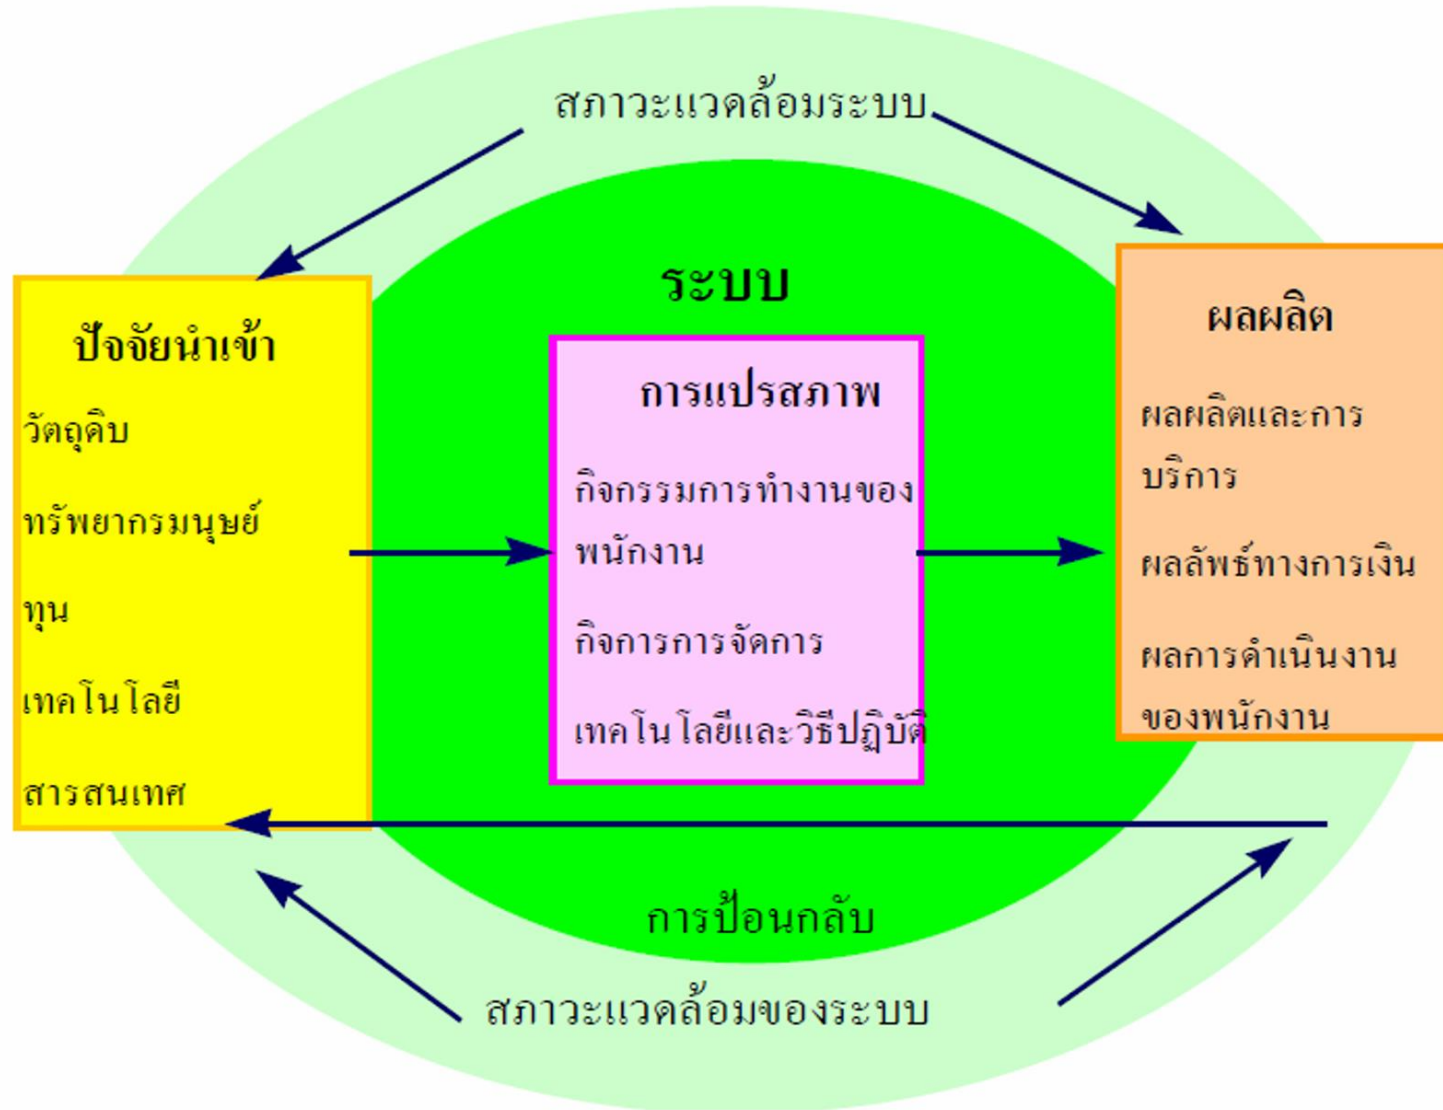 สภาวะแวดล้อมระบบ
ระบบ
ปัจจัยนำเข้า
วัตถุดิบ
ทรัพยากรมนุษย์
ทุน
เทคโนโลยี
สารสนเทศ
การแปรสภาพ
กิจกรรมการทำงานของ
พนักงาน
กิจการการจัดการ
เทคโนโลยีและวิธีปฏิบัติ
ผลผลิต
ผลผลิตและการ
บริการ
ผลลัพธ์ทางการเงิน
ผลการดำเนินงาน
ของพนักงาน
การป้อนกลับ
สภาวะแวดล้อมของระบบ